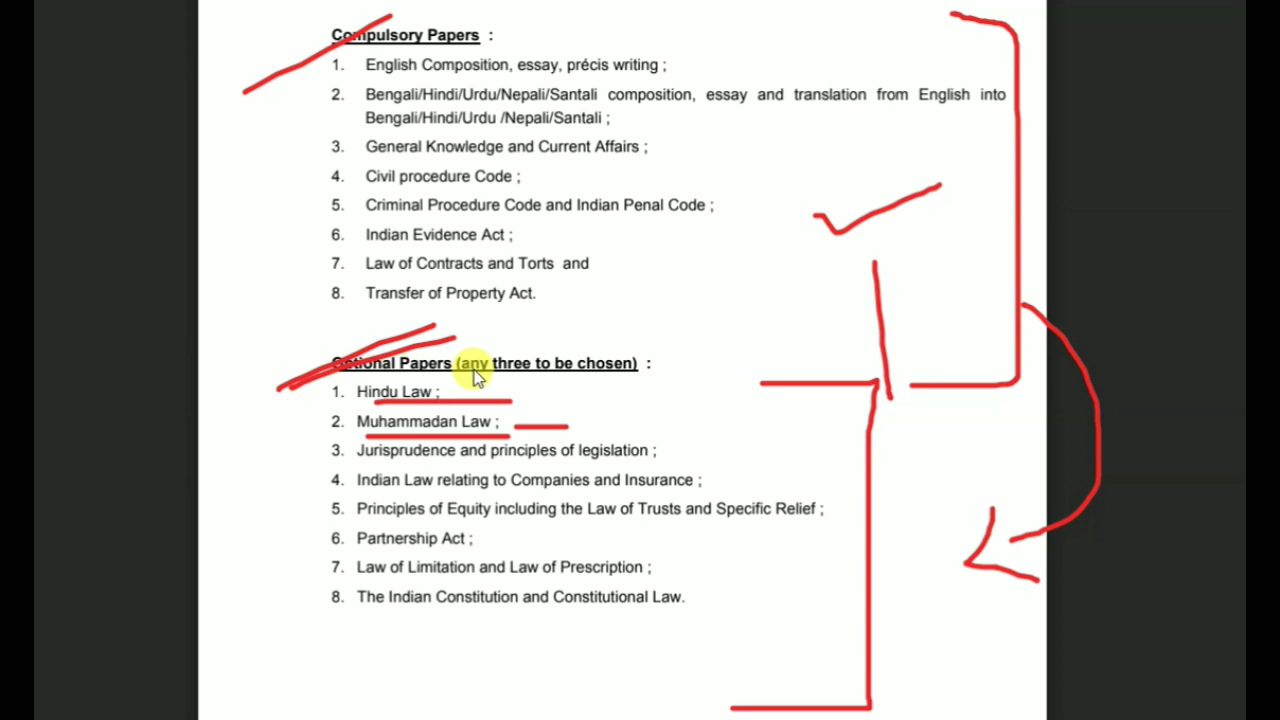 Compulsory Papers :
1. English Composition, essay, précis writing ;
2. Bengali/Hindi/Urdu/Nepali/Santali composition, essay and translation from English into
Bengali/Hindi/Urdu /Nepali/Santali ;
3. General Knowledge and Current Affairs ;
4. Civil procedure Code ;
5. Criminal Procedure Code and Indian Penal Code ;
6. Indian Evidence Act ;
7. Law of Contracts and Torts and
8. Transfer of Property Act.
Optional Papers (any three to be chosen) :
1. Hindu Law ;
2. Muhammadan Law ;
3. Jurisprudence and principles of legislation ;
4. Indian Law relating to Companies and Insurance ;
5. Principles of Equity including the Law of Trusts and Specific Relief ;
6. Partnership Act ;
7. Law of Limitation and Law of Prescription ;
8. The Indian Constitution and Constitutional Law.